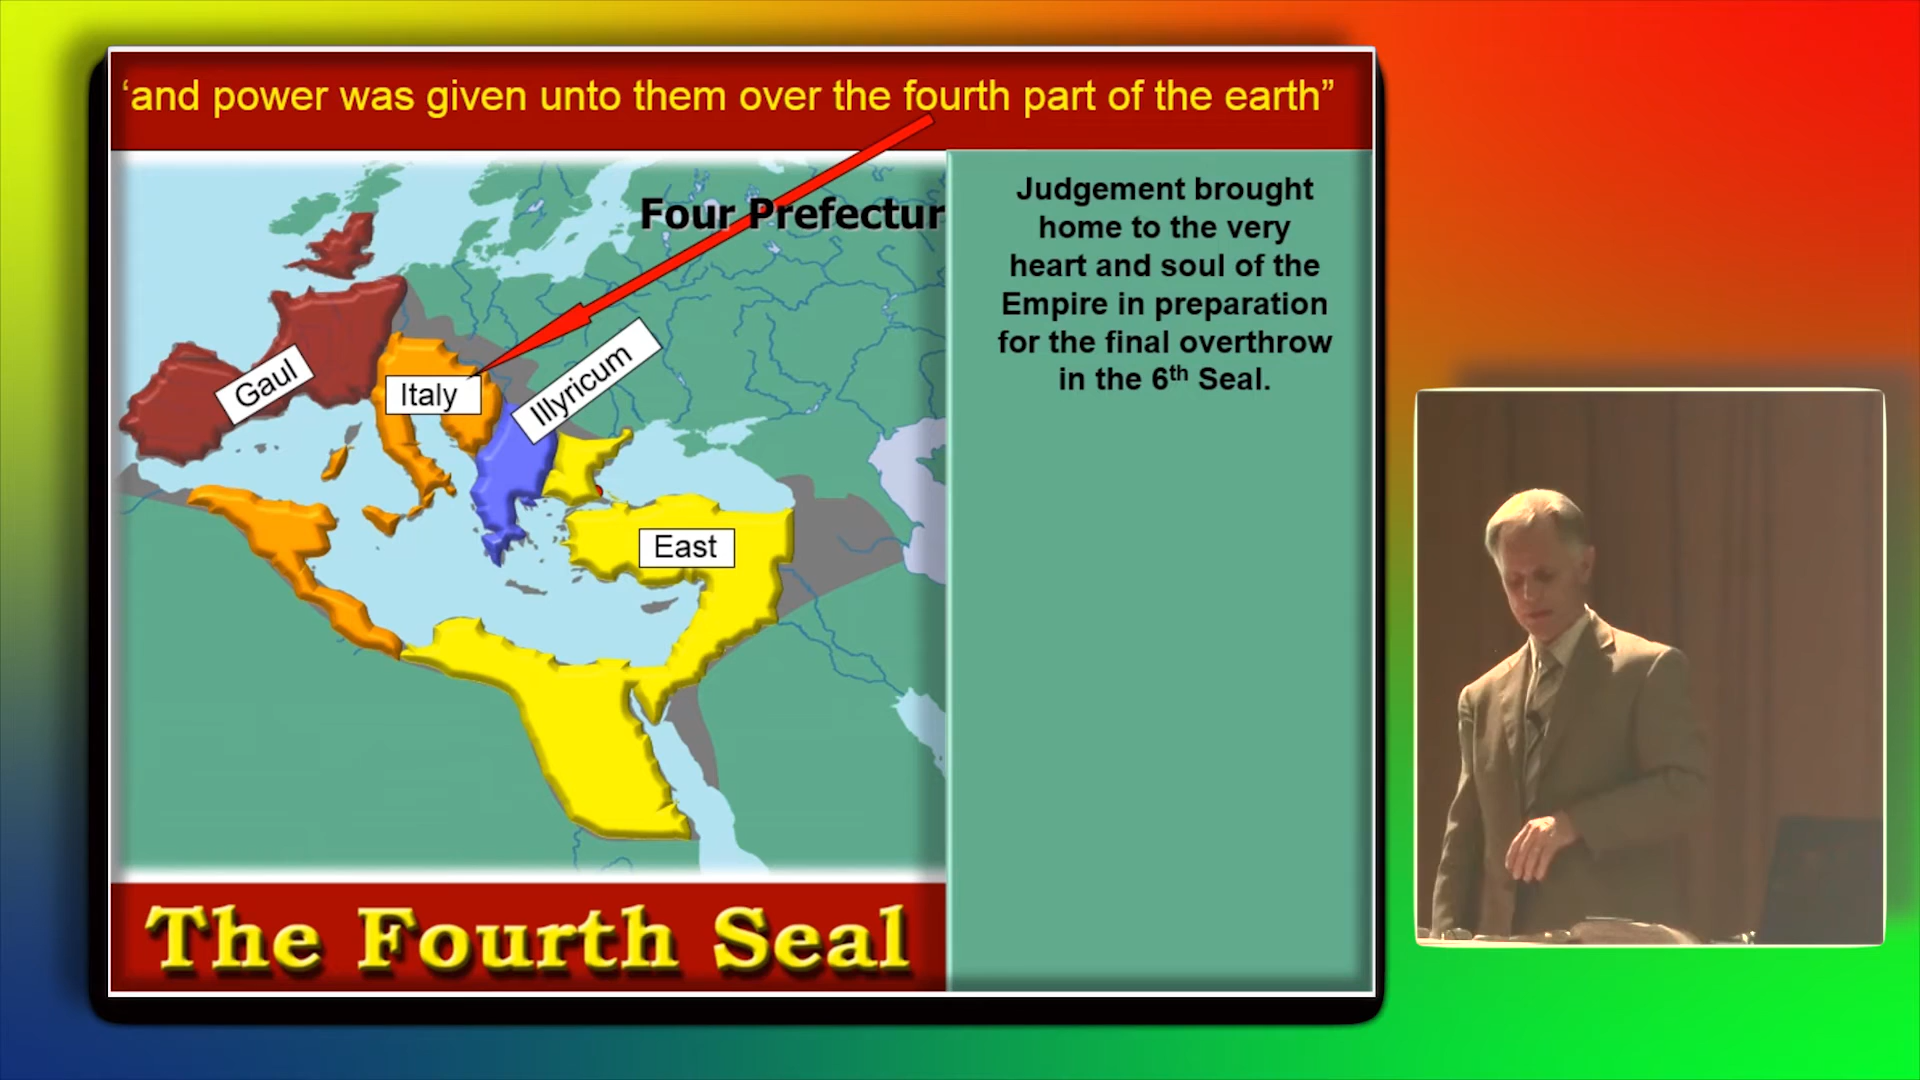 ‘and power was given unto them over the fourth part of the earth”
Four Prefectur
Judgement brought
home to the very
heart and soul of the
Empire in preparation
for the final overthrow
in the 6th Seal.
Gaul
Italy
Illyricum
East
The Fourth Seal